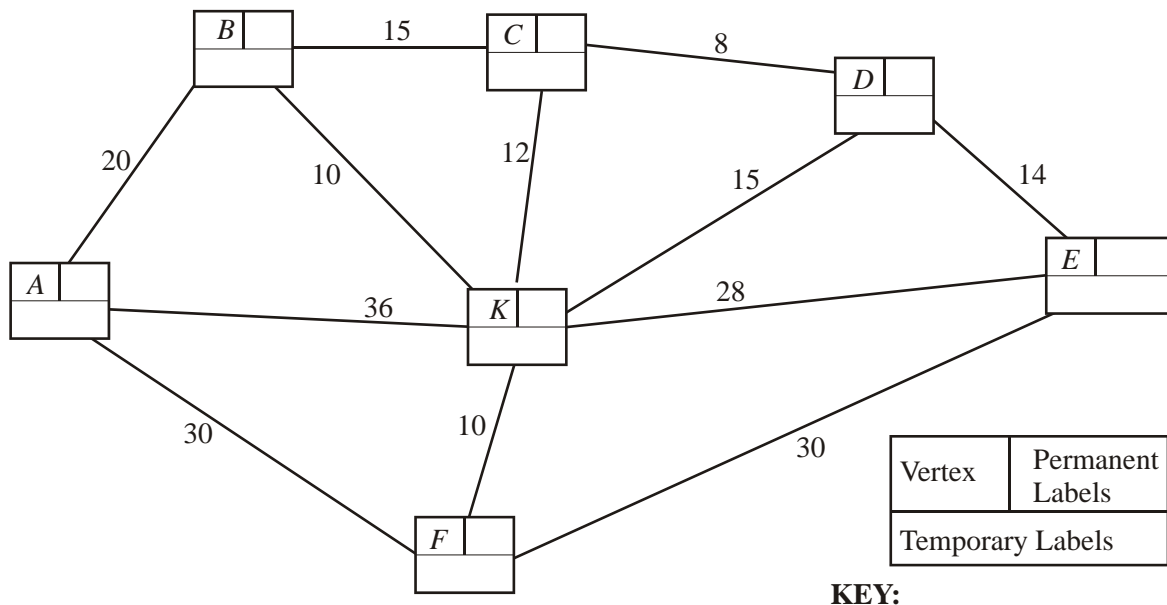 B
15
C
8
D
20
10
12
15
14
A
36
K
28
E
30
10
30
F
Vertex
Permanent
Labels
Temporary Labels
KEY: